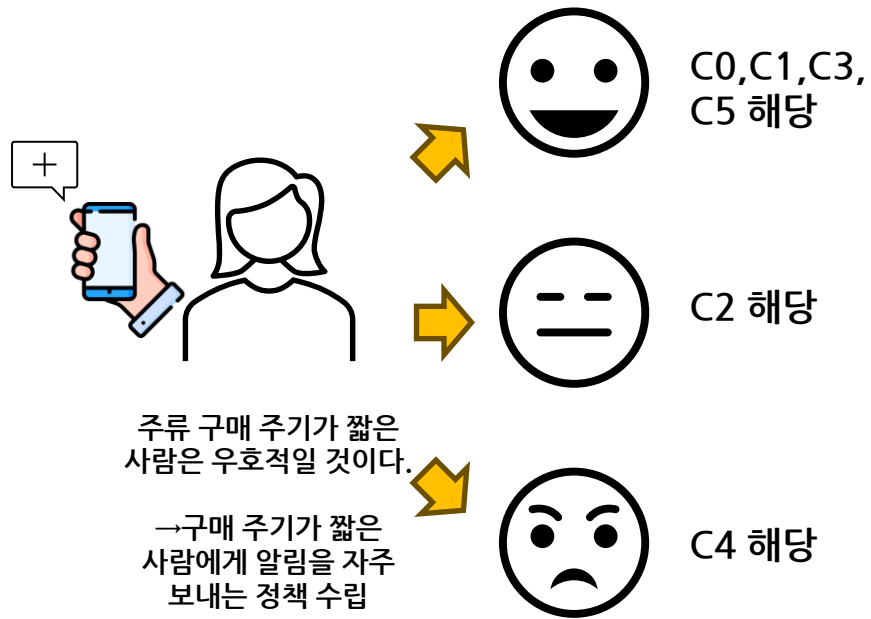 C0,C1,C3,
C5 해당
C2 해당
주류 구매 주기가 짧은
사람은 우호적일 것이다.
→구매 주기가 짧은
사람에게 알림을 자주
보내는 정책 수립
C4 해당